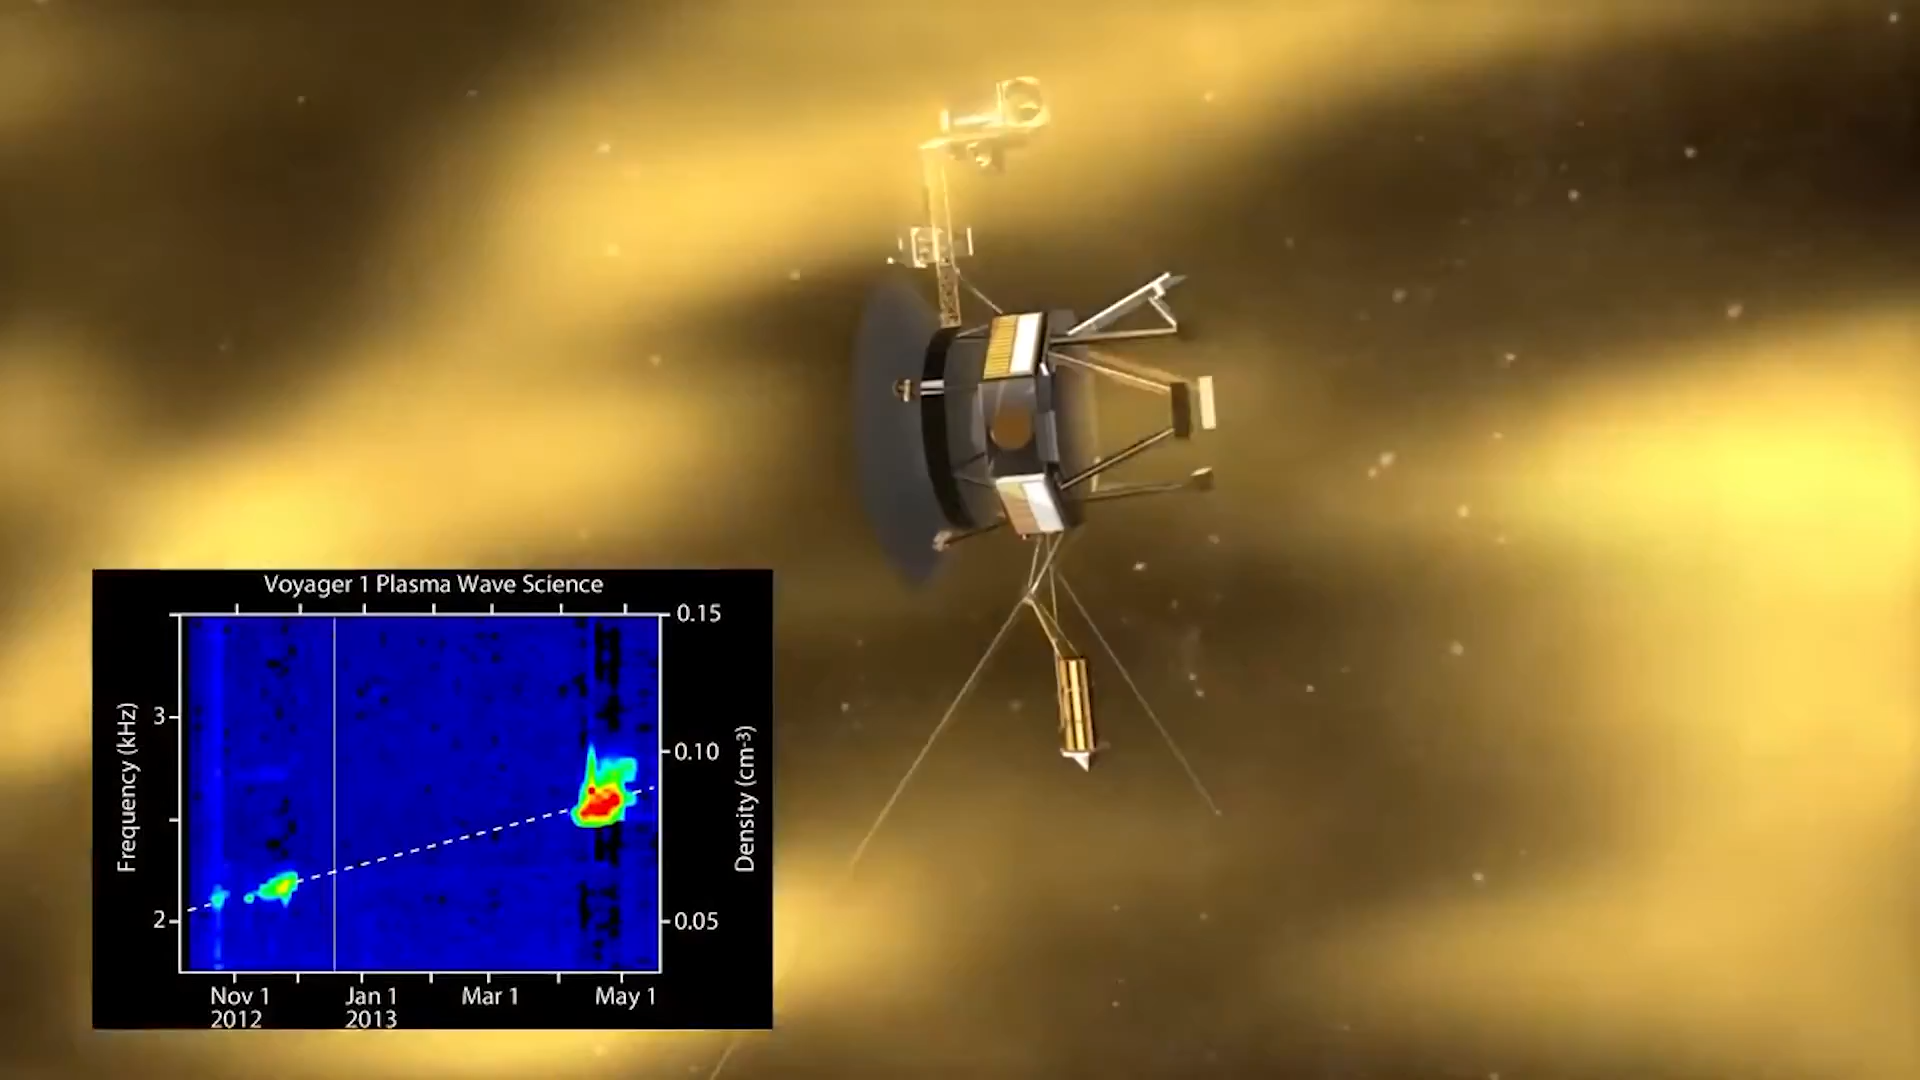 Voyager 1 Plasma Wave Science
0.15
3
0.10
Frequency (kHz)
Density (cm-3)
2
0.05
Nov 1
2012
Jan 1
2013
Mar 1
May 1